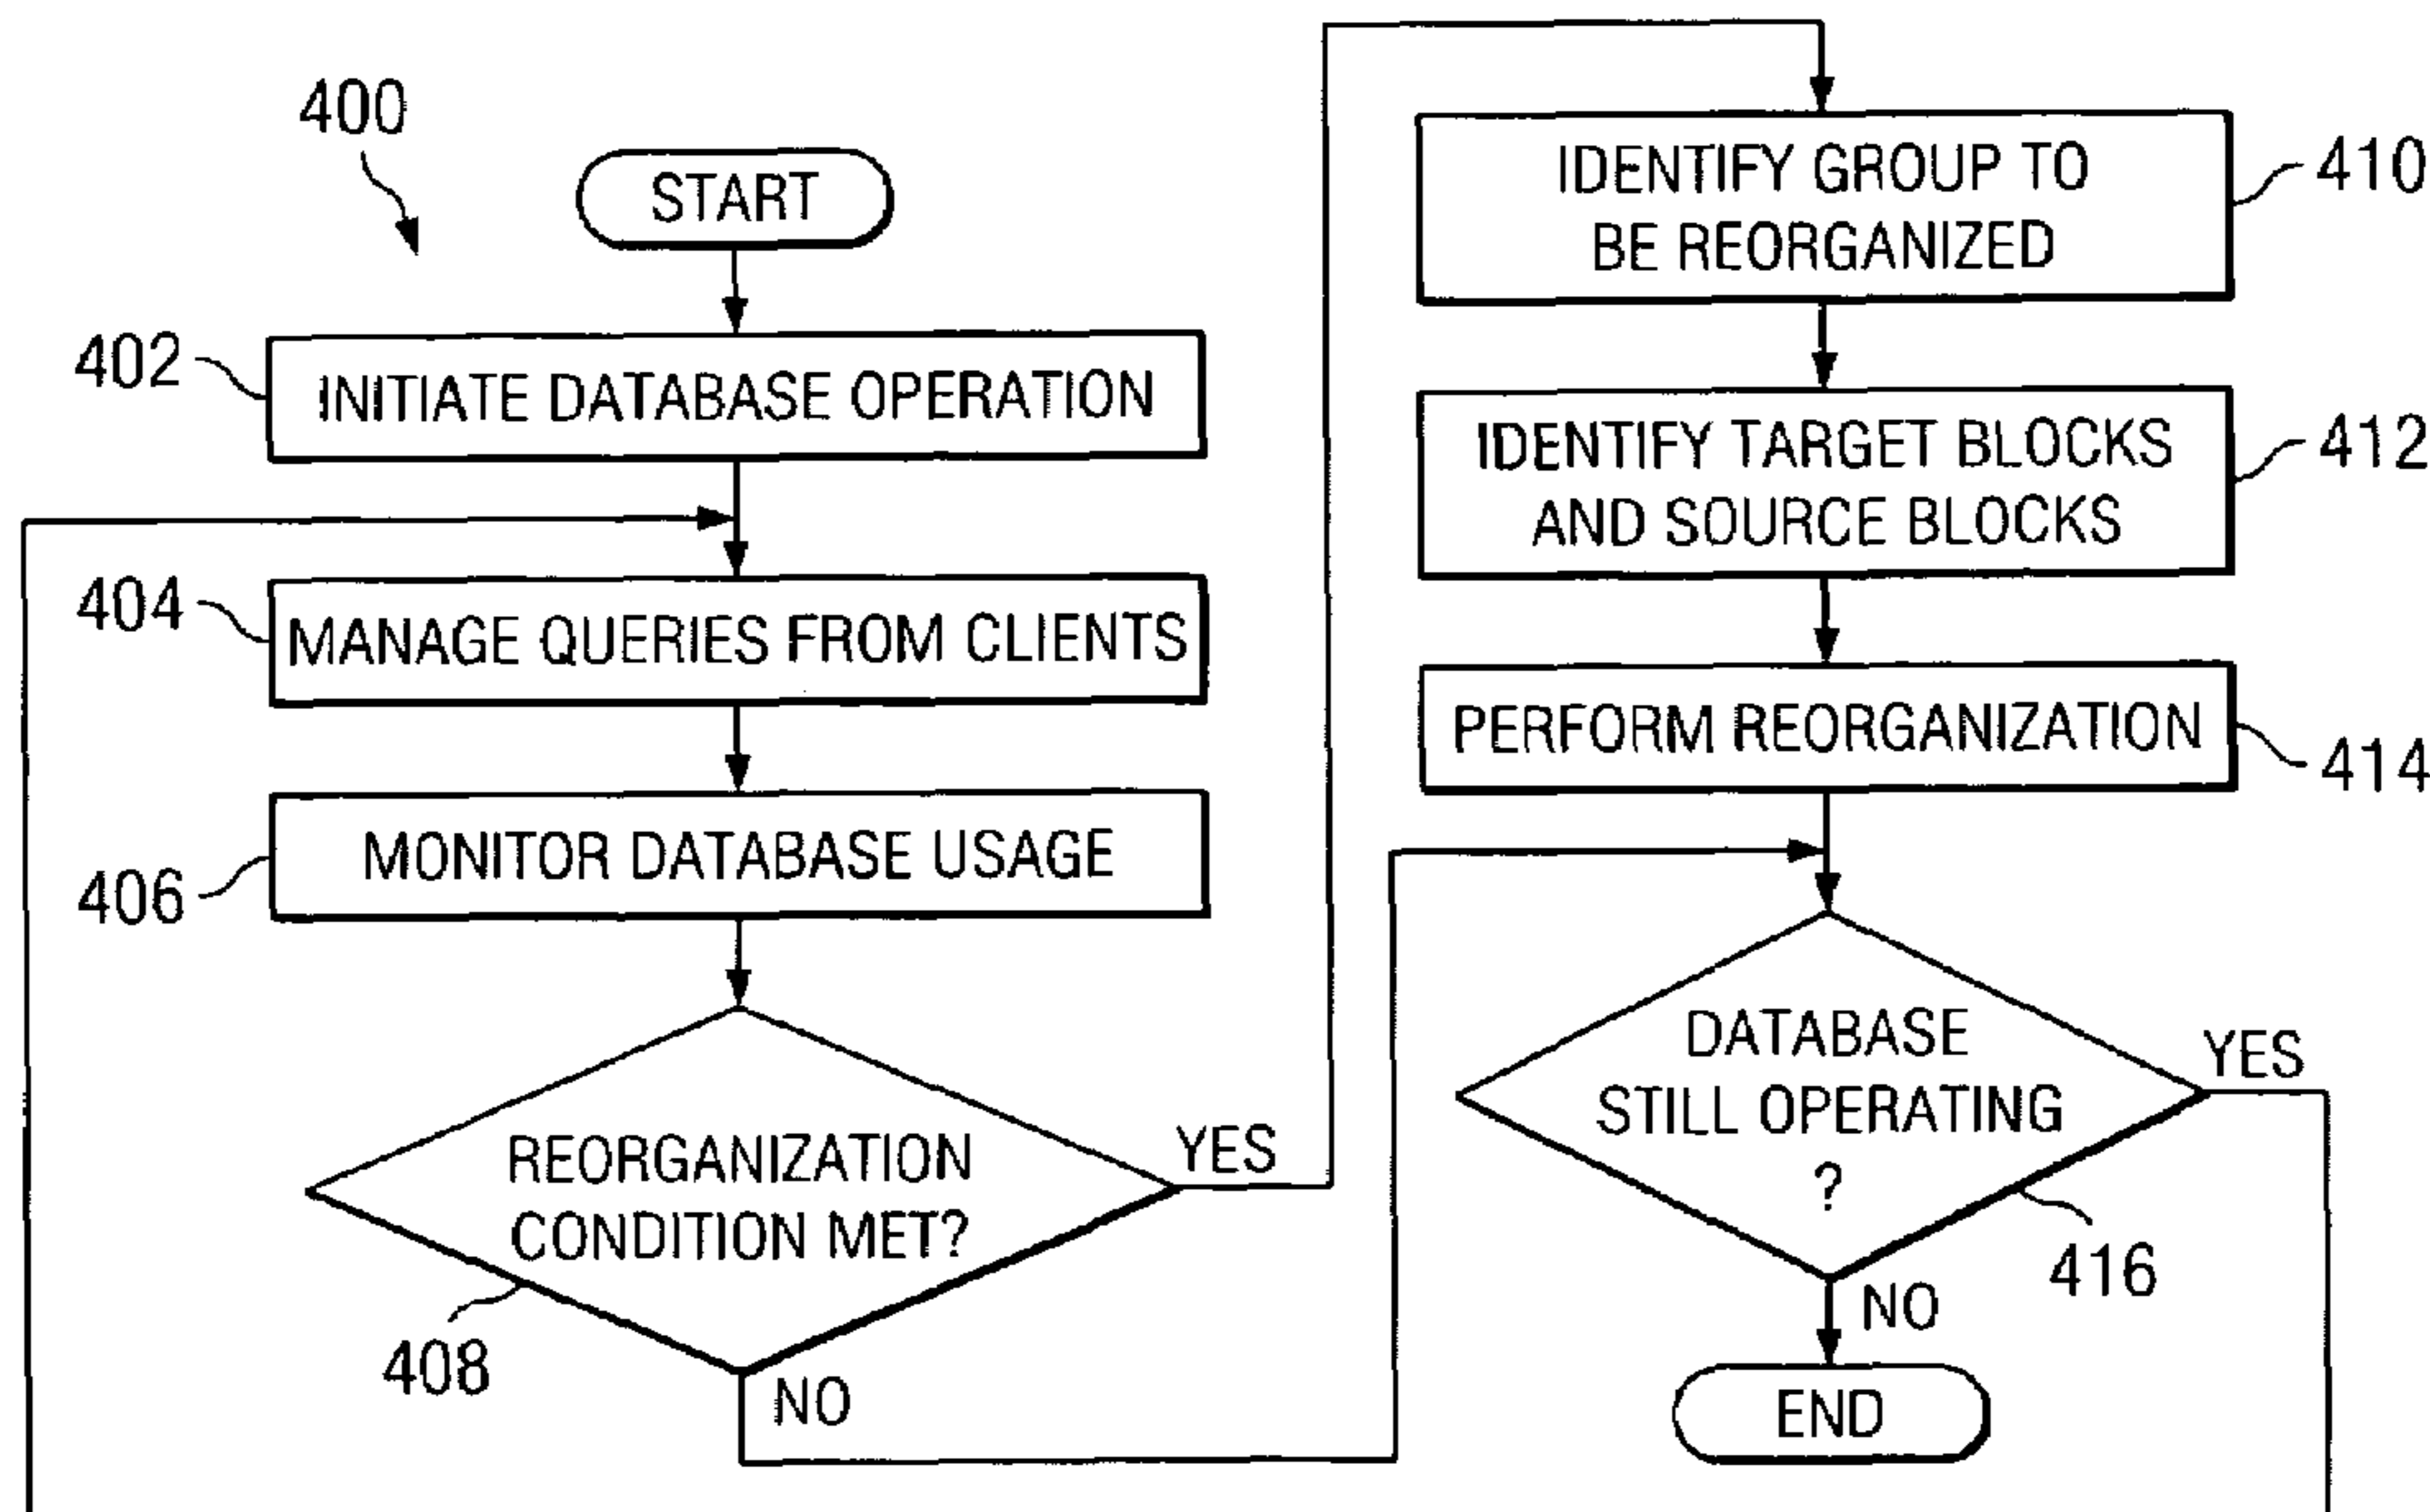 400
START
402
INITIATE DATABASE OPERATION
404
MANAGE QUERIES FROM CLIENTS
406
MONITOR DATABASE USAGE
REORGANIZATION
CONDITION MET?
YES
408
NO
IDENTIFY GROUP TO
BE REORGANIZED
410
IDENTIFY TARGET BLOCKS
AND SOURCE BLOCKS
412
PERFORM REORGANIZATION
414
DATABASE
STILL OPERATING
?
YES
416
NO
END